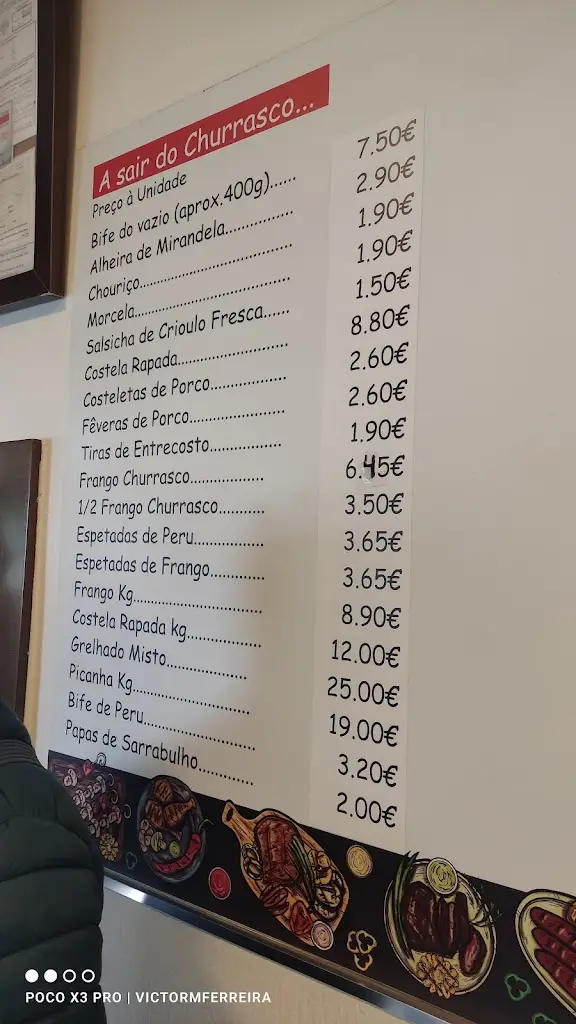 A sair do Churrasco...
Preço à Unidade
Bife do vazio (aprox.400g)...... 7.50€
Alheira de Mirandela.............. 2.90€
Chouriço................................ 1.90€
Morcela................................. 1.90€
Salsicha de Crioulo Fresca...... 1.50€
Costela Rapada....................... 8.80€
Costeletas de Porco............... 2.60€
Fêveras de Porco................... 2.60€
Tiras de Entrecosto............... 1.90€
Frango Churrasco.................. 6.45€
1/2 Frango Churrasco........... 3.50€
Espetadas de Peru................ 3.65€
Espetadas de Frango............. 3.65€
Frango Kg............................. 8.90€
Costela Rapada kg................. 12.00€
Grelhado Misto.................... 25.00€
Picanha Kg........................... 19.00€
Bife de Peru......................... 3.20€
Papas de Sarrabulho............. 2.00€
POCO X3 PRO | VICTORMFERREIRA